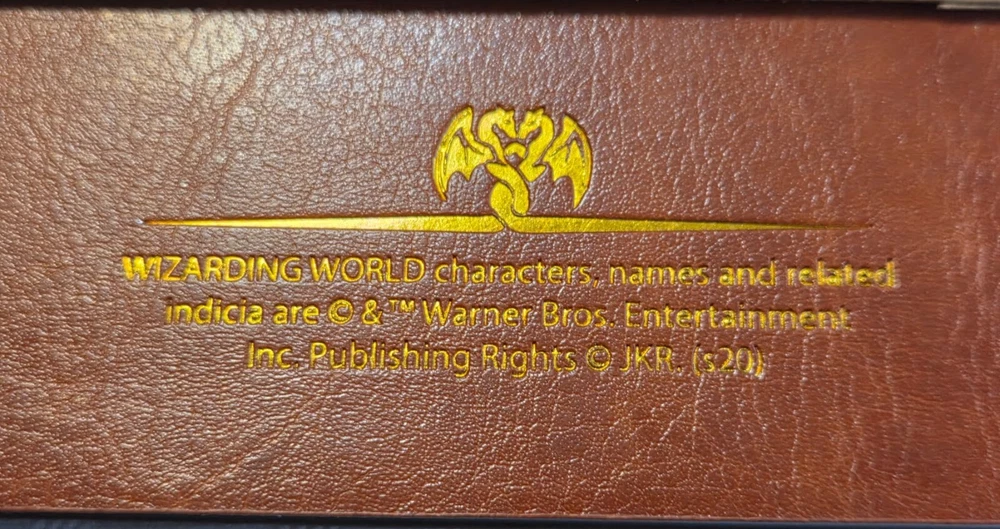 WIZARDING WORLD characters, names and related
indicia are © & ™ Warner Bros. Entertainment
Inc. Publishing Rights © JKR. (s20)